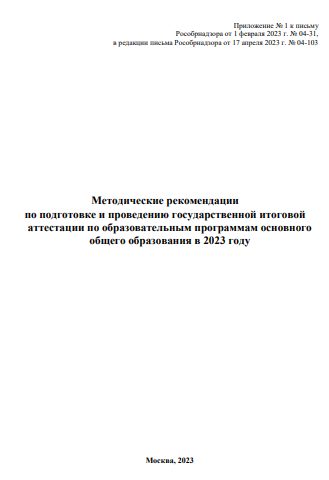 Приложение № 1 к письму
Рособрнадзора от 1 февраля 2023 г. № 04-31,
в редакции письма Рособрнадзора от 17 апреля 2023 г. № 04-103
Методические рекомендации
по подготовке и проведению государственной итоговой
аттестации по образовательным программам основного
общего образования в 2023 году
Москва, 2023